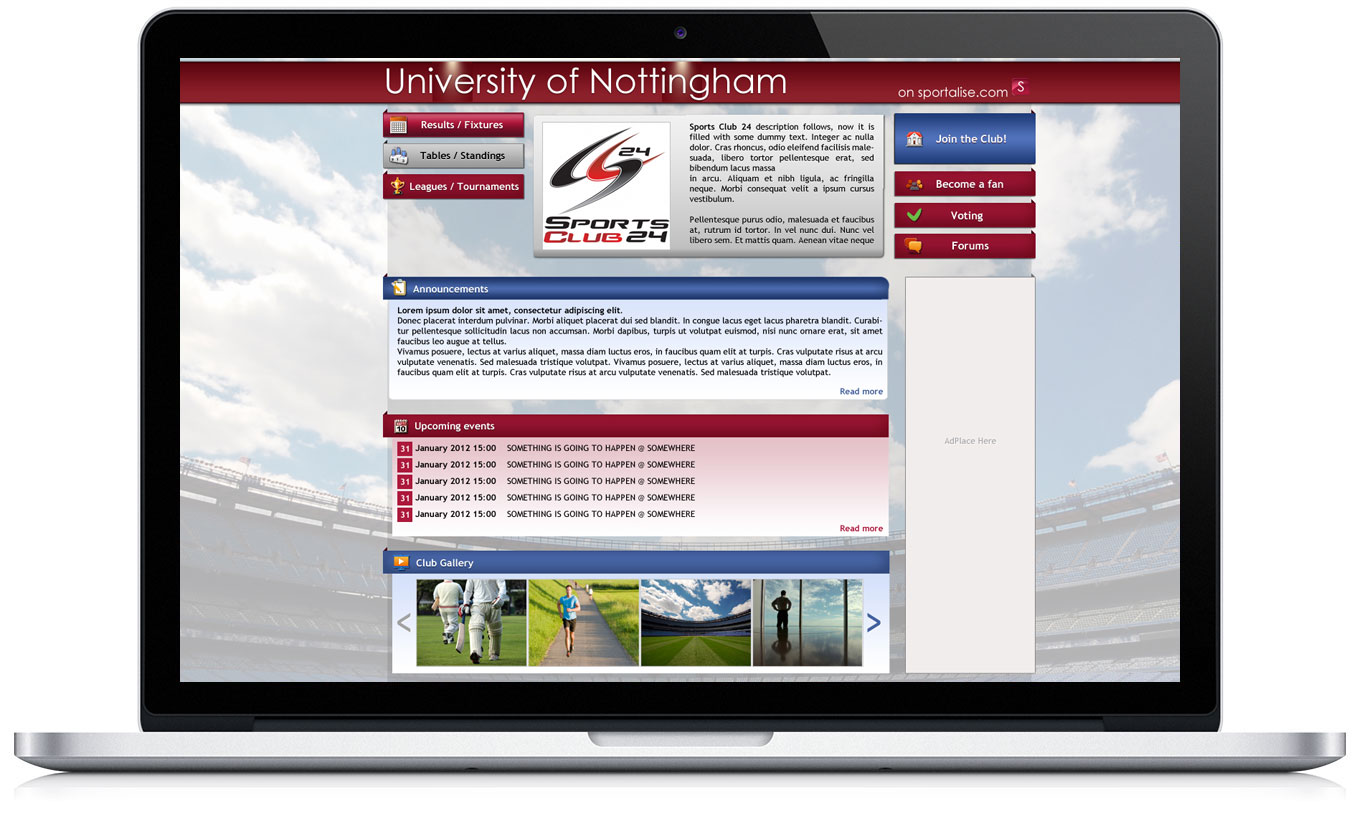 University of Nottingham
on sportalise.com S
Results / Fixtures
Tables / Standings
Leagues / Tournaments
24
SPORTS
CLUB 24
Sports Club 24 description follows, now it is
filled with some dummy text. Integer ac nulla
dolor. Cras rhoncus, odio eleifend facilisis male-
suada, libero tortor pellentesque erat, sed
bibendum lacus massa
in arcu. Aliquam et nibh ligula, ac fringilla
neque. Morbi consequat velit a ipsum cursus
vestibulum.
Pellentesque purus odio, malesuada et faucibus
at, rutrum id tortor. In vel nunc dui. Nunc vel
libero sem. Et mattis quam. Aenean vitae neque
Join the Club!
Become a fan
Voting
Forums
Announcements
Lorem ipsum dolor sit amet, consectetur adipiscing elit.
Donec placerat interdum pulvinar. Morbi aliquet placerat dui sed blandit. In congue lacus eget lacus pharetra blandit. Curabi-
tur pellentesque sollicitudin lacus non accumsan. Morbi dapibus, turpis ut volutpat euismod, nisi nunc ornare erat, sit amet
faucibus leo augue at tellus.
Vivamus posuere, lectus at varius aliquet, massa diam luctus eros, in faucibus quam elit at turpis. Cras vulputate risus at arcu
vulputate venenatis. Sed malesuada tristique volutpat. Vivamus posuere, lectus at varius aliquet, massa diam luctus eros, in
faucibus quam elit at turpis. Cras vulputate risus at arcu vulputate venenatis. Sed malesuada tristique volutpat.
Read more
10 Upcoming events
31 January 2012 15:00 SOMETHING IS GOING TO HAPPEN @ SOMEWHERE
31 January 2012 15:00 SOMETHING IS GOING TO HAPPEN @ SOMEWHERE
31 January 2012 15:00 SOMETHING IS GOING TO HAPPEN @ SOMEWHERE
31 January 2012 15:00 SOMETHING IS GOING TO HAPPEN @ SOMEWHERE
31 January 2012 15:00 SOMETHING IS GOING TO HAPPEN @ SOMEWHERE
Read more
AdPlace Here
Club Gallery
< >